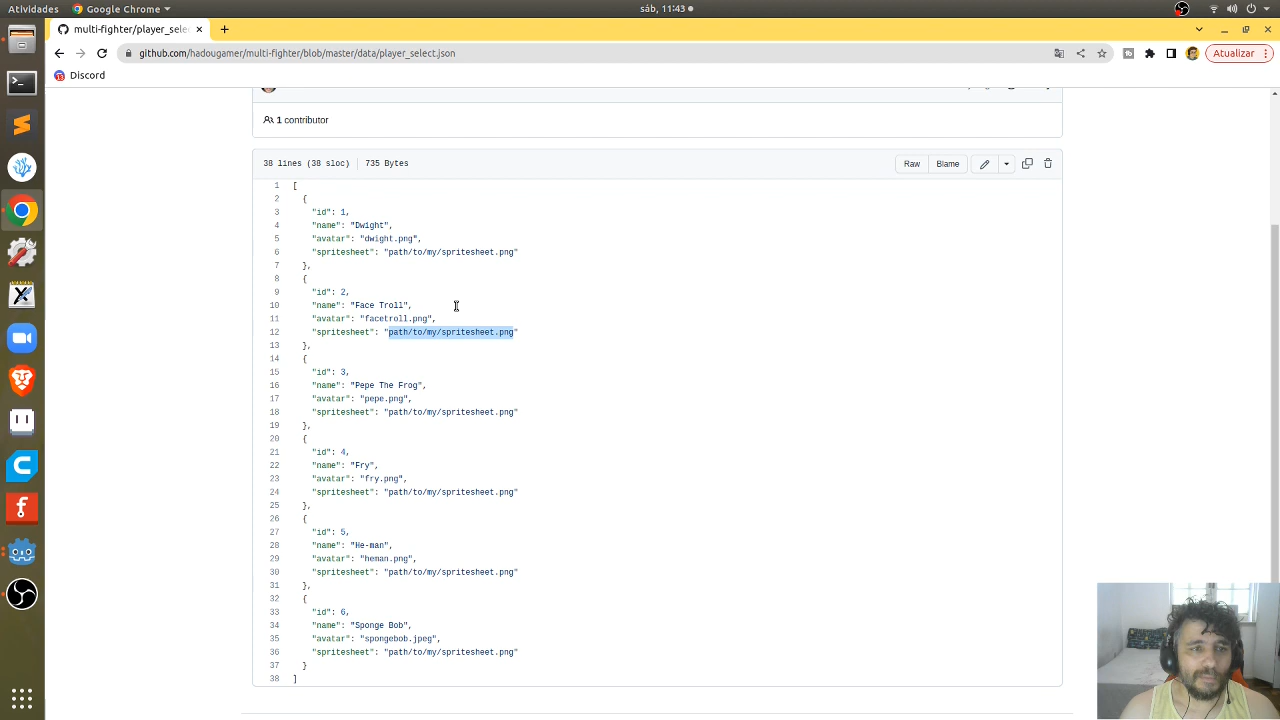 Atividades
Google Chrome
sáb, 11:43
multi-fighter/player_sele
github.com/hadougamer/multi-fighter/blob/master/data/player_select.json
Atualizar
13
Discord
1 contributor
38 lines (38 sloc)
735 Bytes
Raw
Blame
1 [
2 {
3 "id": 1,
4 "name": "Dwight",
5 "avatar": "dwight.png",
6 "spritesheet": "path/to/my/spritesheet.png"
7 },
8 {
9 "id": 2,
10 "name": "Face Troll",
11 "avatar": "facetroll.png",
12 "spritesheet": "path/to/my/spritesheet.png"
13 },
14 {
15 "id": 3,
16 "name": "Pepe The Frog",
17 "avatar": "pepe.png",
18 "spritesheet": "path/to/my/spritesheet.png"
19 },
20 {
21 "id": 4,
22 "name": "Fry",
23 "avatar": "fry.png",
24 "spritesheet": "path/to/my/spritesheet.png"
25 },
26 {
27 "id": 5,
28 "name": "He-man",
29 "avatar": "heman.png",
30 "spritesheet": "path/to/my/spritesheet.png"
31 },
32 {
33 "id": 6,
34 "name": "Sponge Bob",
35 "avatar": "spongebob.jpeg",
36 "spritesheet": "path/to/my/spritesheet.png"
37 }
38 ]